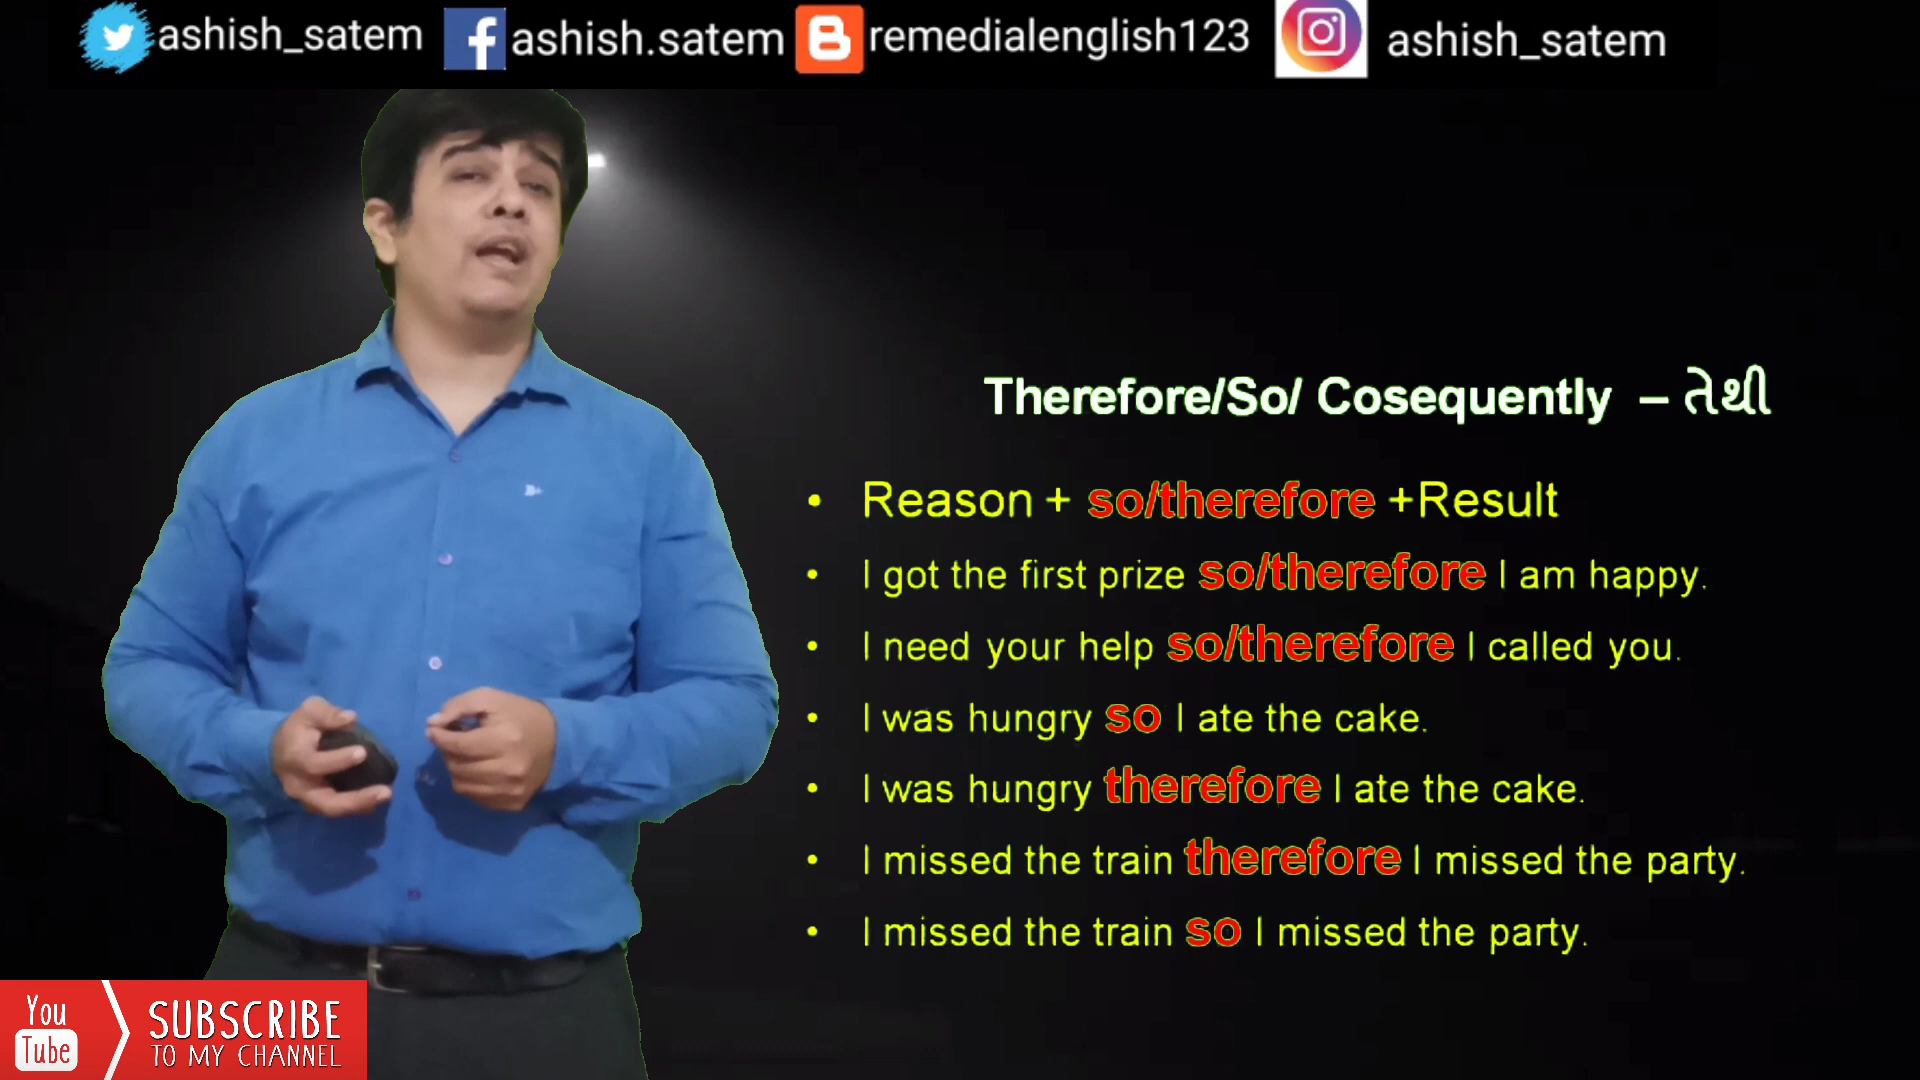 ashish_satem ashish.satem remedialenglish123 ashish_satem
Therefore/So/ Cosequently – તેથી
• Reason + so/therefore +Result
• I got the first prize so/therefore I am happy.
• I need your help so/therefore I called you.
• I was hungry so I ate the cake.
• I was hungry therefore I ate the cake.
• I missed the train therefore I missed the party.
• I missed the train so I missed the party.
You
Tube
SUBSCRIBE
TO MY CHANNEL